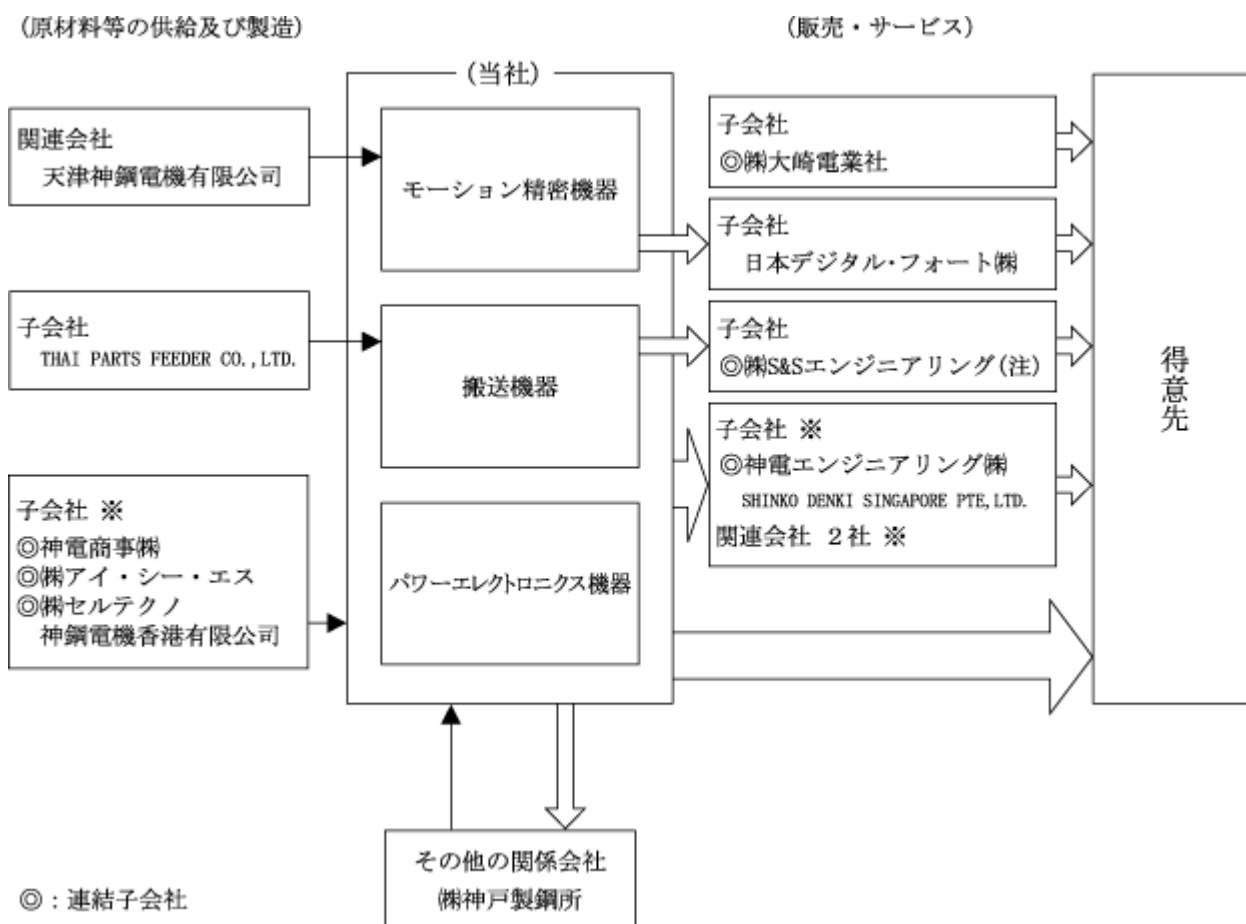 (原材料等の供給及び製造)
(販売・サービス)
(当社)
関連会社
天津神鋼電機有限公司
子会社
THAI PARTS FEEDER CO.,LTD.
子会社 ※
◎神電商事㈱
◎㈱アイ・シー・エス
◎㈱セルテクノ
神鋼電機香港有限公司
モーション精密機器
搬送機器
パワーエレクトロニクス機器
子会社
◎㈱大崎電業社
子会社
日本デジタル・フォート㈱
子会社
◎㈱S&Sエンジニアリング(注)
子会社 ※
◎神電エンジニアリング㈱
SHINKO DENKI SINGAPORE PTE,LTD.
関連会社 2社 ※
得意先
その他の関係会社
㈱神戸製鋼所
◎:連結子会社